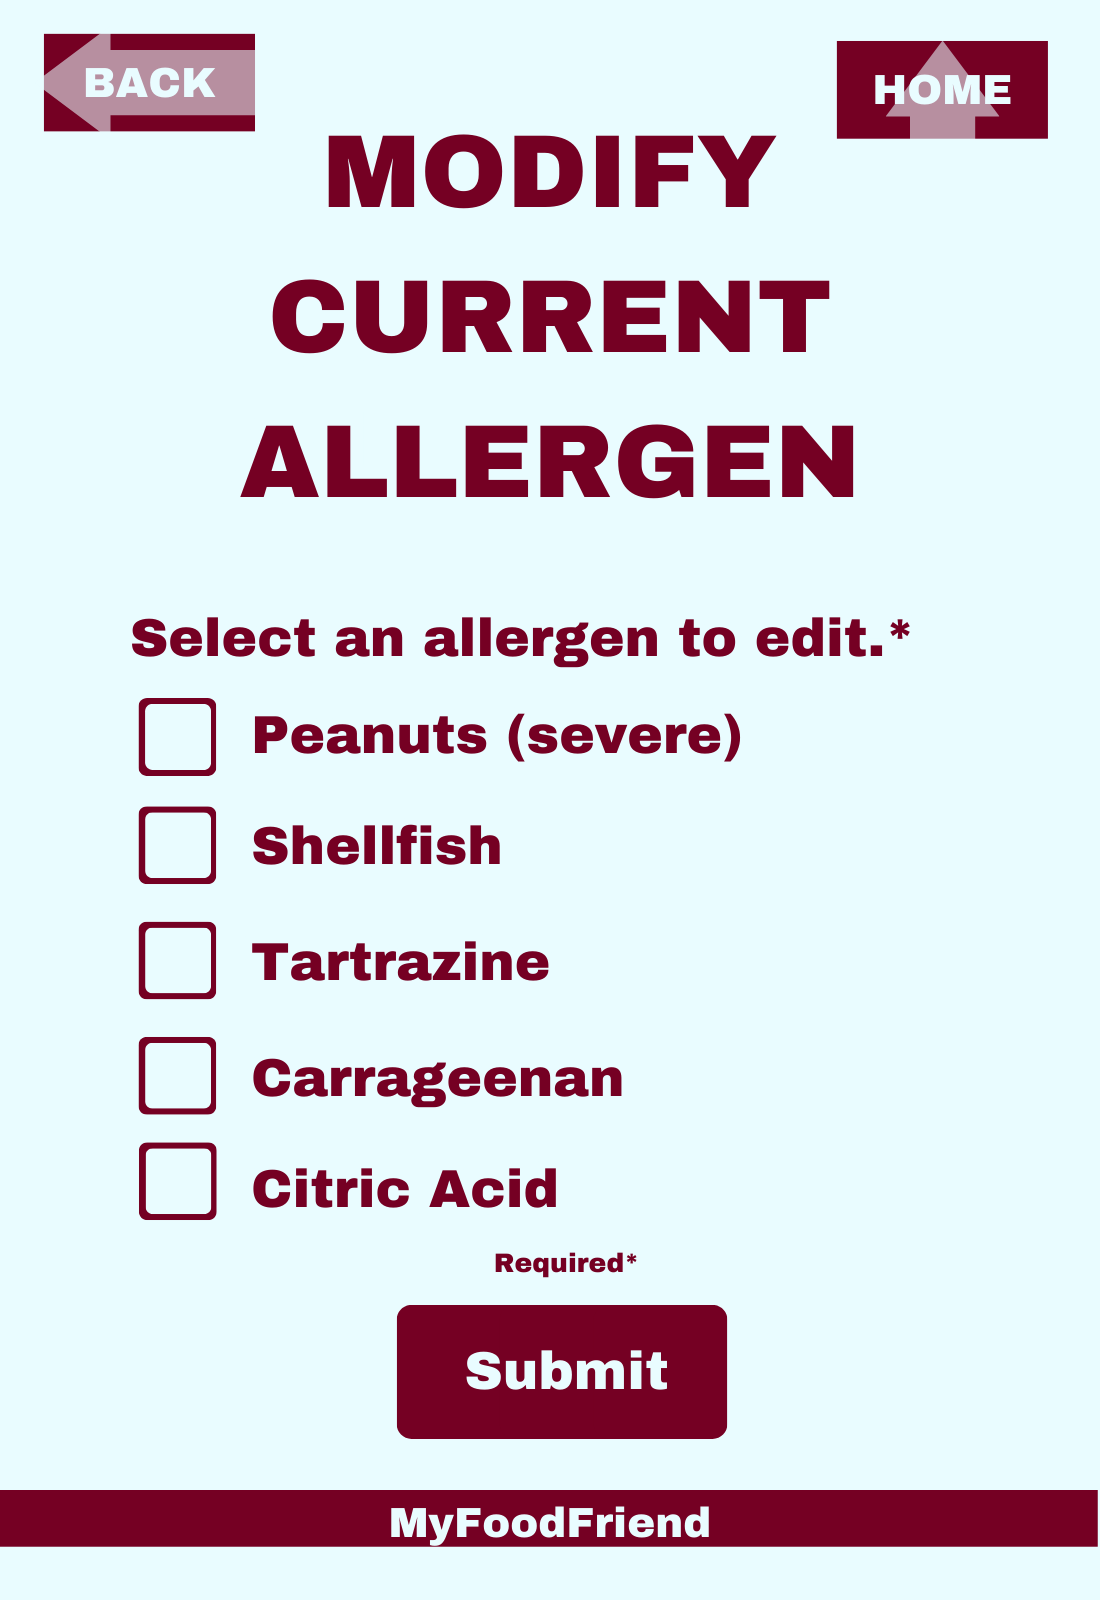 BACK
HOME
MODIFY
CURRENT
ALLERGEN
Select an allergen to edit.*
Peanuts (severe)
Shellfish
Tartrazine
Carrageenan
Citric Acid
Required*
Submit
MyFoodFriend